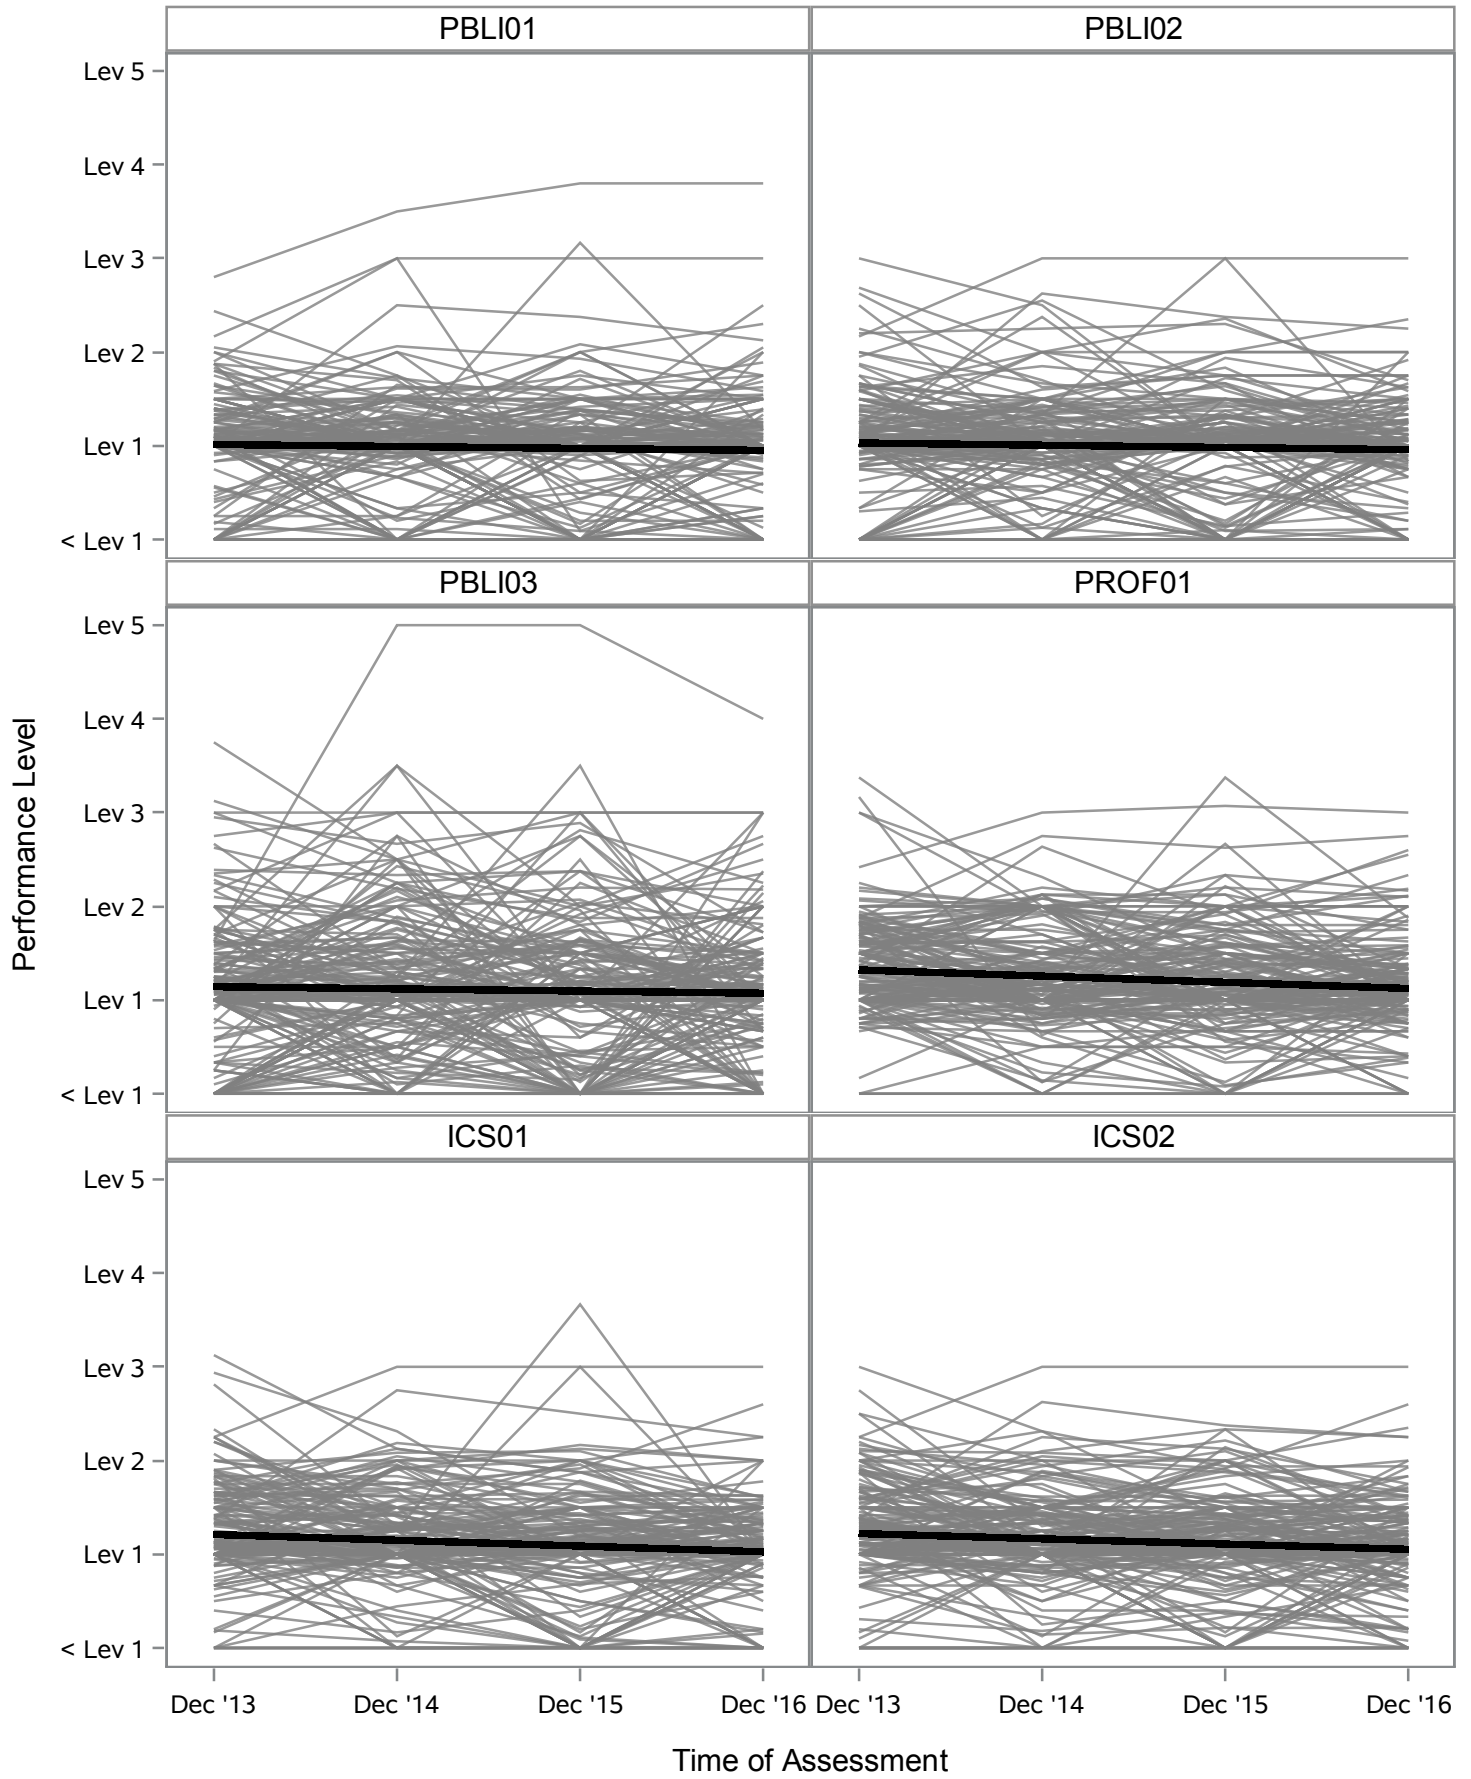 PBLI01 PBLI02
Lev 5
Lev 4
Lev 3
Lev 2
Lev 1
< Lev 1
PBLI03 PROF01
Lev 5
Lev 4
Lev 3
Lev 2
Lev 1
< Lev 1
Performance Level
ICS01 ICS02
Lev 5
Lev 4
Lev 3
Lev 2
Lev 1
< Lev 1
Dec '13 Dec '14 Dec '15 Dec '16 Dec '13 Dec '14 Dec '15 Dec '16
Time of Assessment